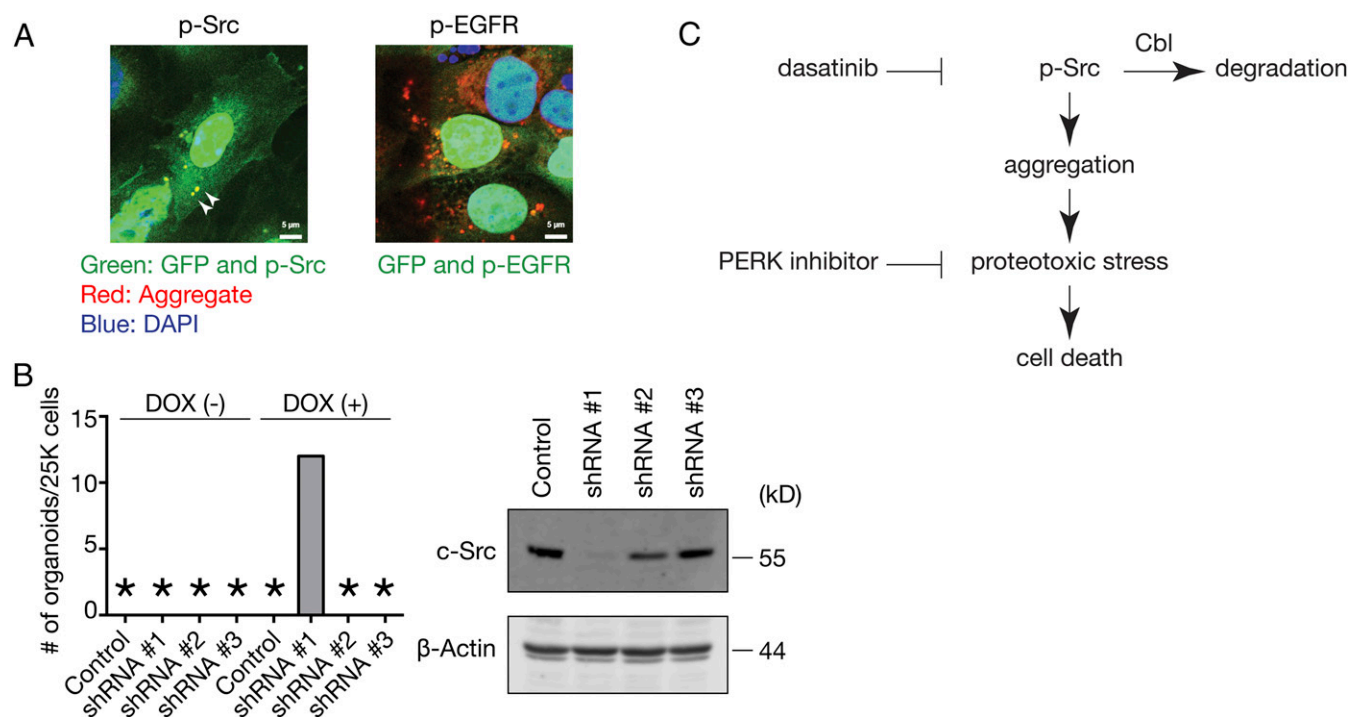 A
p-Src
p-EGFR
5 µm
5 µm
Green: GFP and p-Src
GFP and p-EGFR
Red: Aggregate
Blue: DAPI
B
# of organoids/25K cells
DOX (-)
DOX (+)
15
10
5
0
* * * * * * *
Control
shRNA #1
shRNA #2
shRNA #3
Control
shRNA #1
shRNA #2
shRNA #3
Control
shRNA #1
shRNA #2
shRNA #3
(kD)
c-Src
55
β-Actin
44
C
Cbl
dasatinib
p-Src
degradation
aggregation
PERK inhibitor
proteotoxic stress
cell death